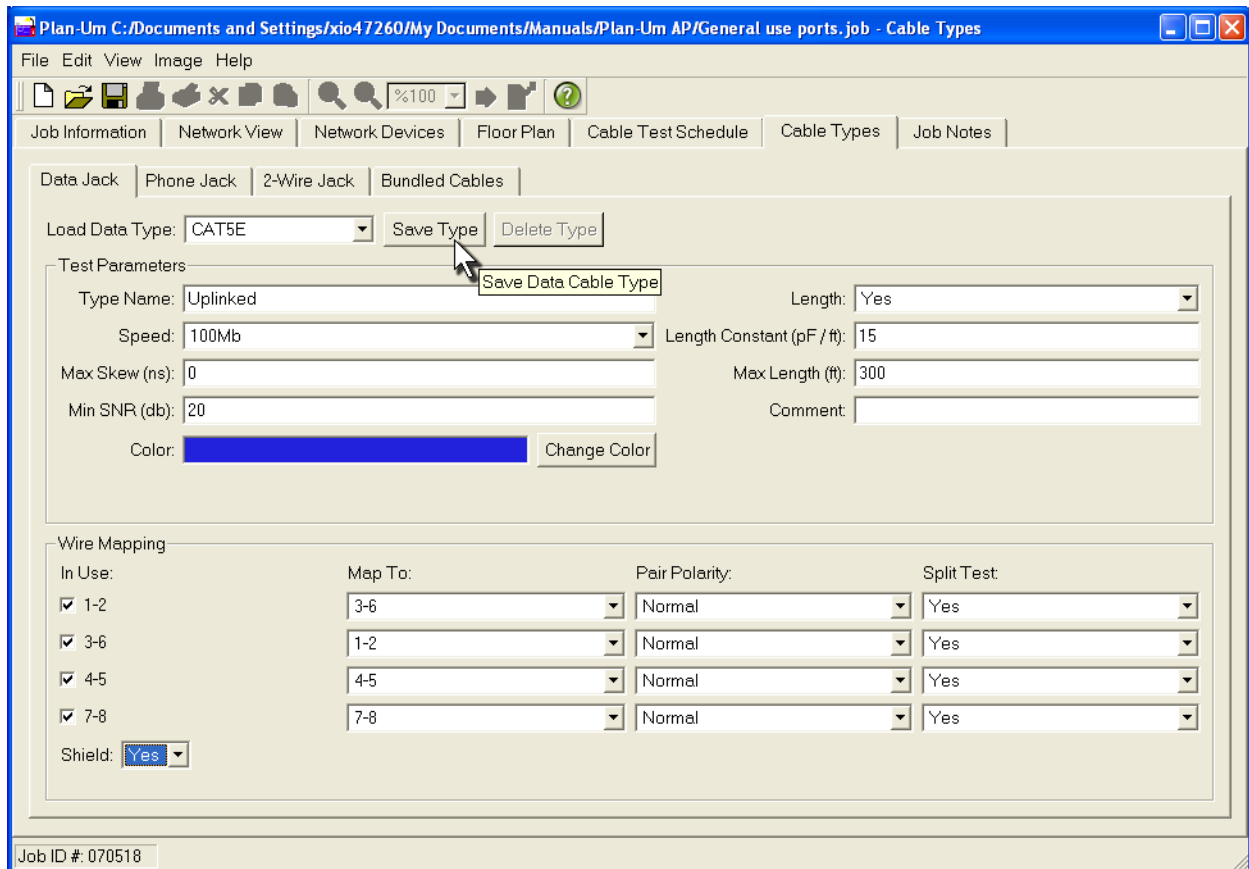 Plan-Um C:/Documents and Settings/xio47260/My Documents/Manuals/Plan-Um AP/General use ports.job - Cable Types
File Edit View Image Help
%100
Job Information Network View Network Devices Floor Plan Cable Test Schedule Cable Types Job Notes
Data Jack Phone Jack 2-Wire Jack Bundled Cables
Load Data Type: CAT5E Save Type Delete Type
Save Data Cable Type
Test Parameters
Type Name: Uplinked Length: Yes
Speed: 100Mb Length Constant (pF / ft): 15
Max Skew (ns): 0 Max Length (ft): 300
Min SNR (db): 20 Comment:
Color: Change Color
Wire Mapping
In Use: Map To: Pair Polarity: Split Test:
1-2 3-6 Normal Yes
3-6 1-2 Normal Yes
4-5 4-5 Normal Yes
7-8 7-8 Normal Yes
Shield: Yes
Job ID #: 070518